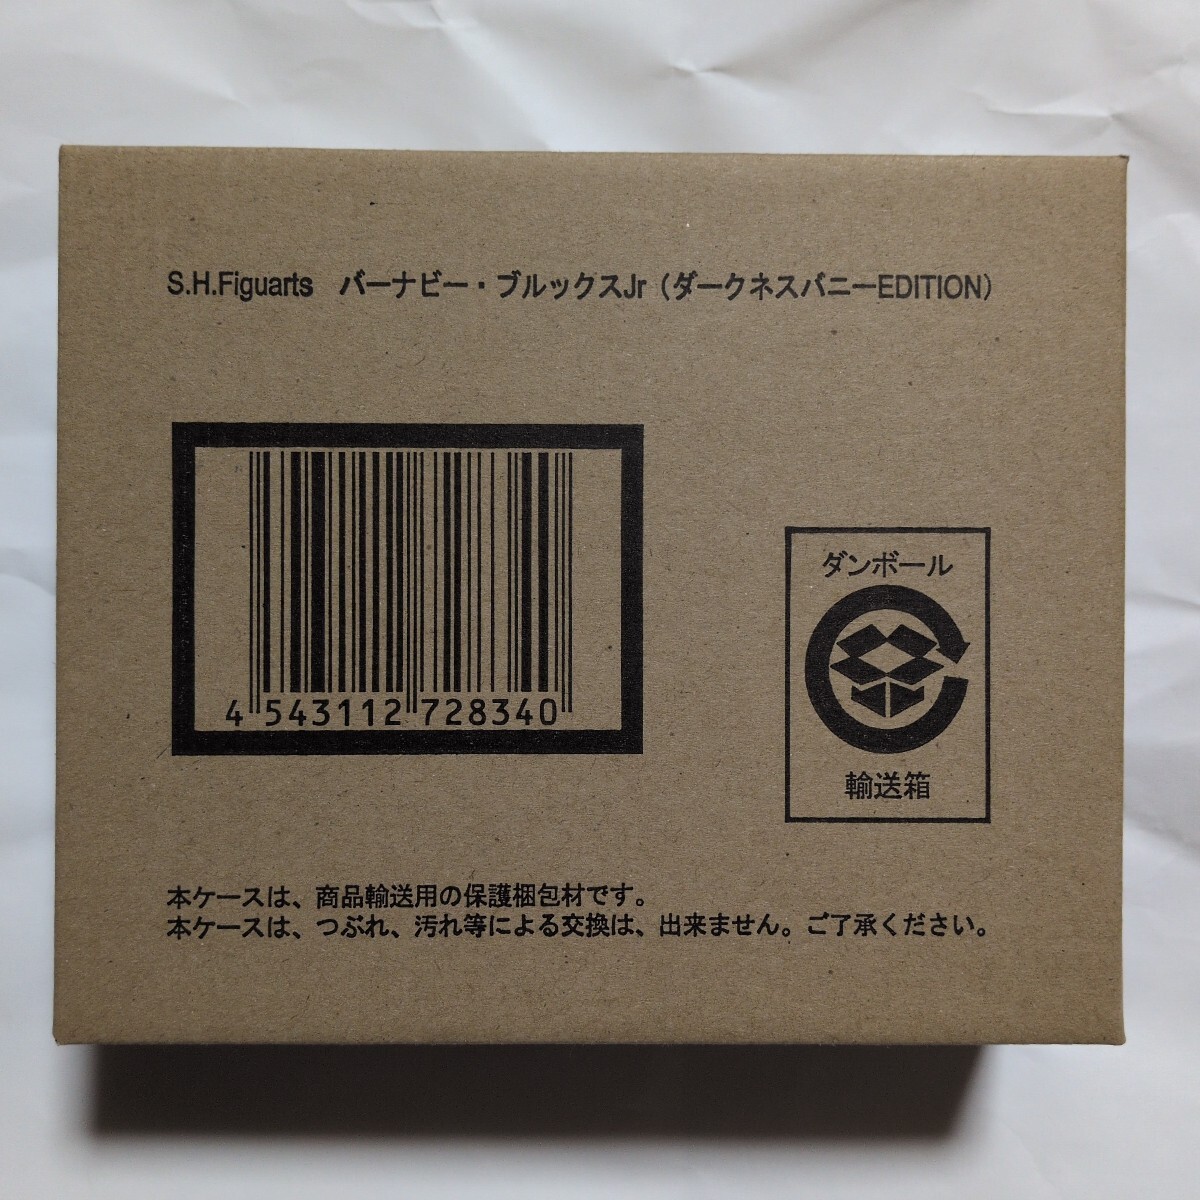 S.H.Figuarts　バーナビー・ブルックスJr（ダークネスバニーEDITION）
4 543112 728340
ダンボール
輸送箱
本ケースは、商品輸送用の保護梱包材です。
本ケースは、つぶれ、汚れ等による交換は、出来ません。ご了承ください。